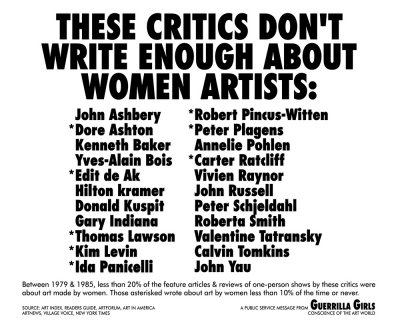 THESE CRITICS DON'T
WRITE ENOUGH ABOUT
WOMEN ARTISTS:
John Ashbery
*Dore Ashton
Kenneth Baker
Yves-Alain Bois
*Edit de Ak
Hilton kramer
Donald Kuspit
Gary Indiana
*Thomas Lawson
*Kim Levin
*Ida Panicelli
*Robert Pincus-Witten
*Peter Plagens
Annelie Pohlen
*Carter Ratcliff
Vivien Raynor
John Russell
Peter Schjeldahl
Roberta Smith
Valentine Tatransky
Calvin Tomkins
John Yau
Between 1979 & 1985, less than 20% of the feature articles & reviews of one-person shows by these critics were
about art made by women. Those asterisked wrote about art by women less than 10% of the time or never.
SOURCE: ART INDEX, READERS GUIDE, ARTFORUM, ART IN AMERICA
ARTNEWS, VILLAGE VOICE, NEW YORK TIMES
A PUBLIC SERVICE MESSAGE FROM GUERRILLA GIRLS
CONSCIENCE OF THE ART WORLD